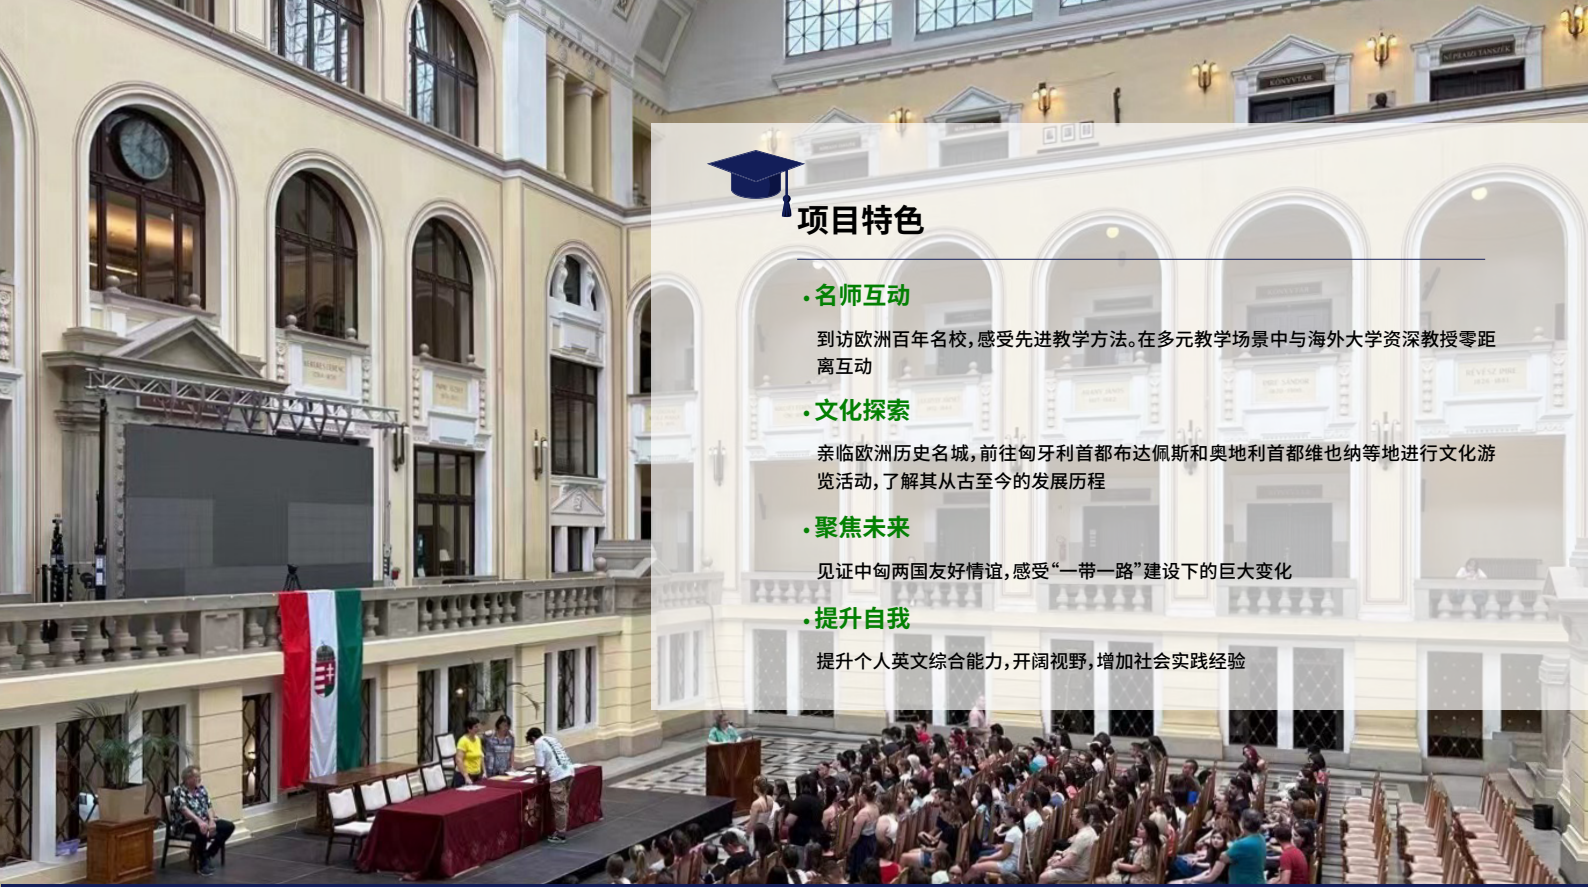 KÖNYVTÁR
NÉPRAJZI TANSZÉK
项目特色
• 名师互动
到访欧洲百年名校，感受先进教学方法。在多元教学场景中与海外大学资深教授零距
离互动
• 文化探索
亲临欧洲历史名城，前往匈牙利首都布达佩斯和奥地利首都维也纳等地进行文化游
览活动，了解其从古至今的发展历程
• 聚焦未来
见证中匈两国友好情谊，感受“一带一路”建设下的巨大变化
• 提升自我
提升个人英文综合能力，开阔视野，增加社会实践经验